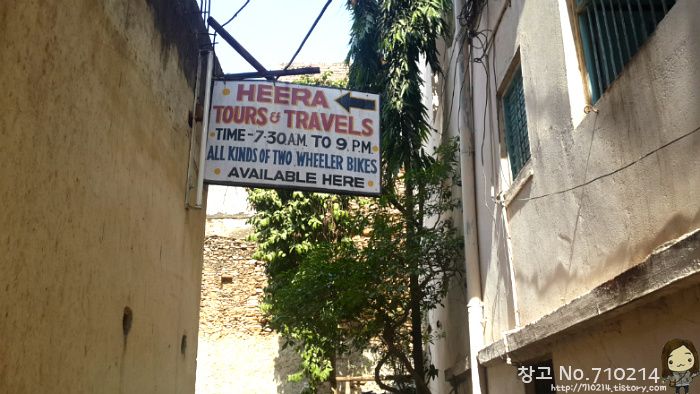 HEERA
TOURS & TRAVELS
TIME-7-30.A.M. TO 9.P.M.
ALL KINDS OF TWO WHEELER BIKES
AVAILABLE HERE
창고 No.710214
http://710214.tistory.com